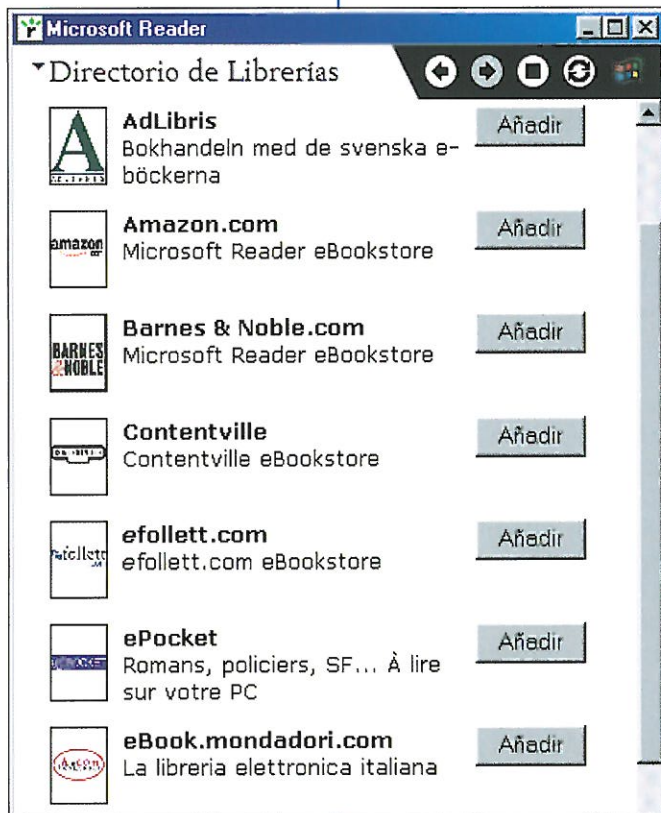 Microsoft Reader
Directorio de Librerías
AdLibris
Bokhandeln med de svenska e-
böckerna
Añadir
amazon
Amazon.com
Microsoft Reader eBookstore
Añadir
BARNES
&NOBLE
Barnes & Noble.com
Microsoft Reader eBookstore
Añadir
Contentville
Contentville eBookstore
Añadir
efollett
efollett.com
efollett.com eBookstore
Añadir
ePocket
Romans, policiers, SF... À lire
sur votre PC
Añadir
eBook.mondadori.com
La libreria elettronica italiana
Añadir